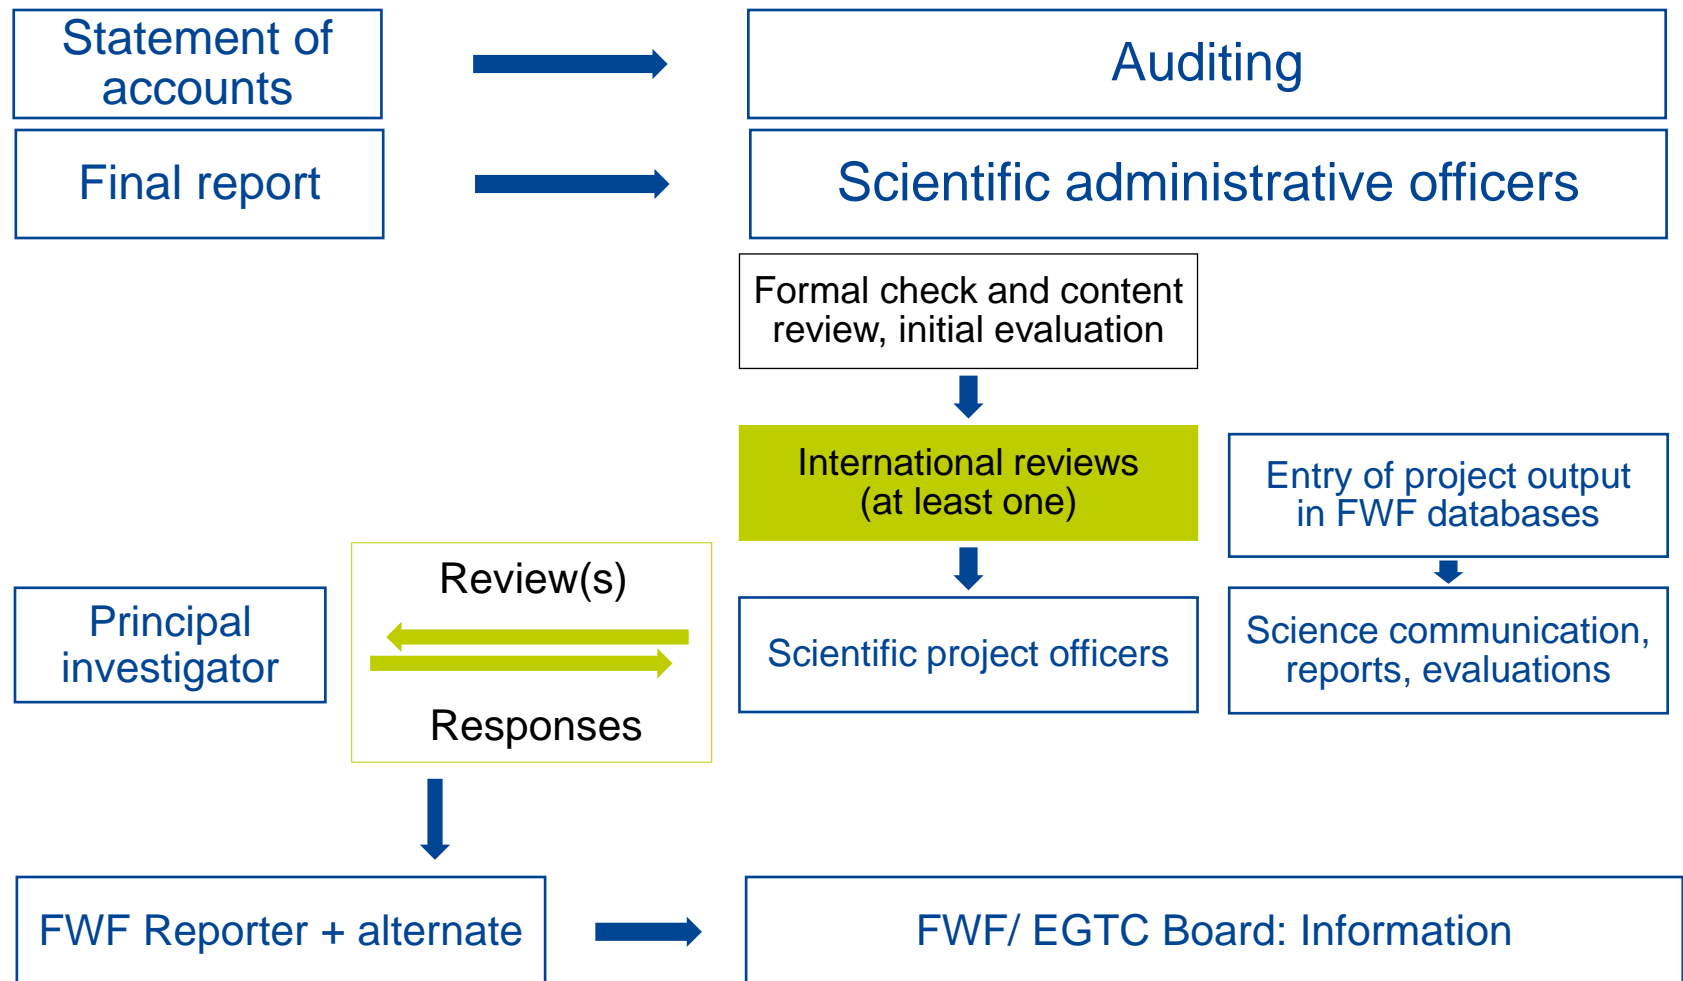 Statement of
accounts
Auditing
Final report
Scientific administrative officers
Formal check and content
review, initial evaluation
International reviews
(at least one)
Entry of project output
in FWF databases
Review(s)
Principal
investigator
Responses
Scientific project officers
Science communication,
reports, evaluations
FWF Reporter + alternate
FWF/ EGTC Board: Information